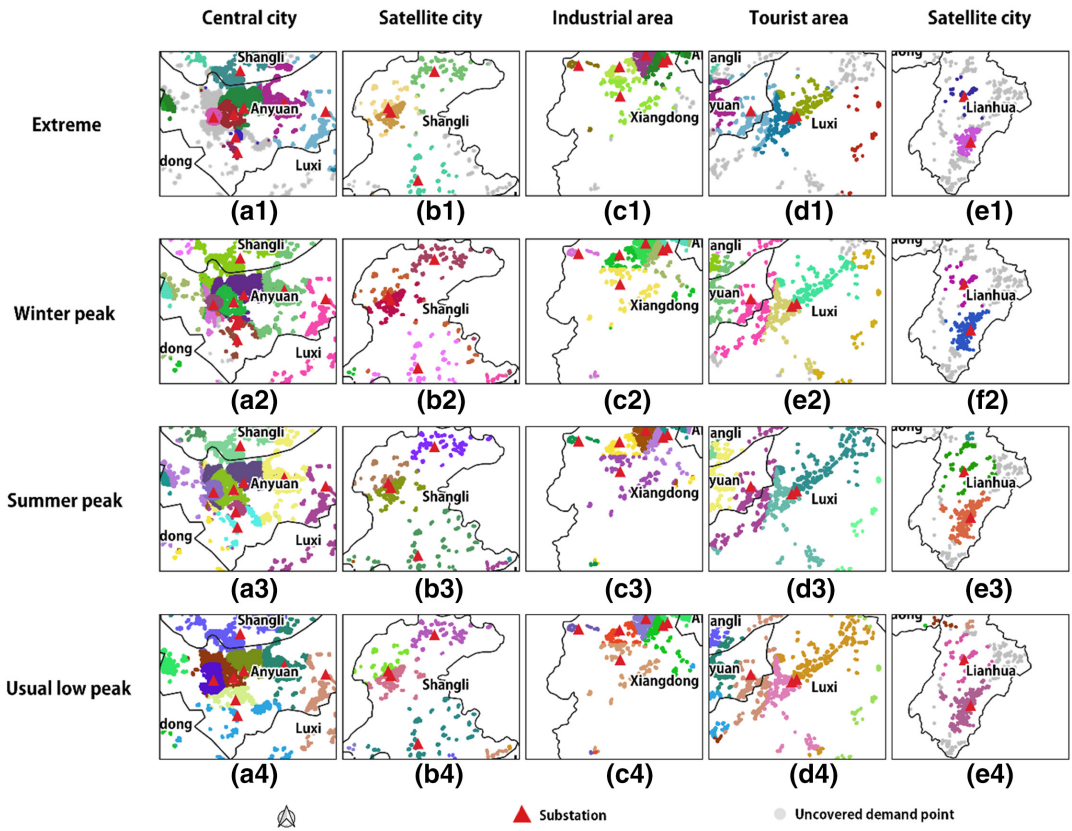 Central city Satellite city Industrial area Tourist area Satellite city
Extreme
Shangli Anyuan dong Luxi
Shangli
A Xiangdong
yuan Luxi
dong Lianhua
(a1) (b1) (c1) (d1) (e1)
Winter peak
Shangli Anyuan dong Luxi
Shangli
A Xiangdong
angli yuan Luxi
ong Lianhua
(a2) (b2) (c2) (e2) (f2)
Summer peak
Shangli Anyuan dong Luxi
Shangli
A Xiangdong
angli yuan Luxi
dong Lianhua
(a3) (b3) (c3) (d3) (e3)
Usual low peak
Shangli Anyuan dong Luxi
Shangli
A Xiangdong
angli yuan Luxi
dong Lianhua
(a4) (b4) (c4) (d4) (e4)
Substation Uncovered demand point